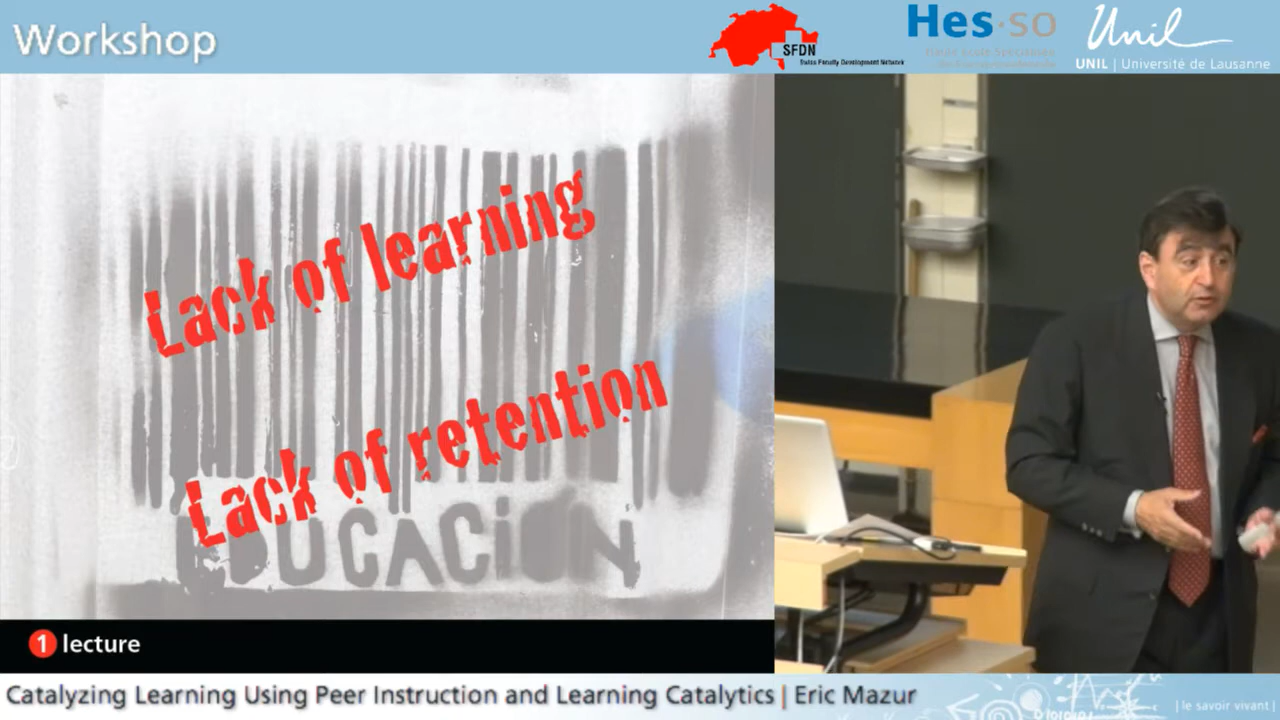 Workshop
SFDN
Swiss Faculty Development Network
Hes·so
Unil
UNIL | Université de Lausanne
Lack of learning
Lack of retention
EDUCACiÓN
1 lecture
Catalyzing Learning Using Peer Instruction and Learning Catalytics | Eric Mazur
| le savoir vivant |